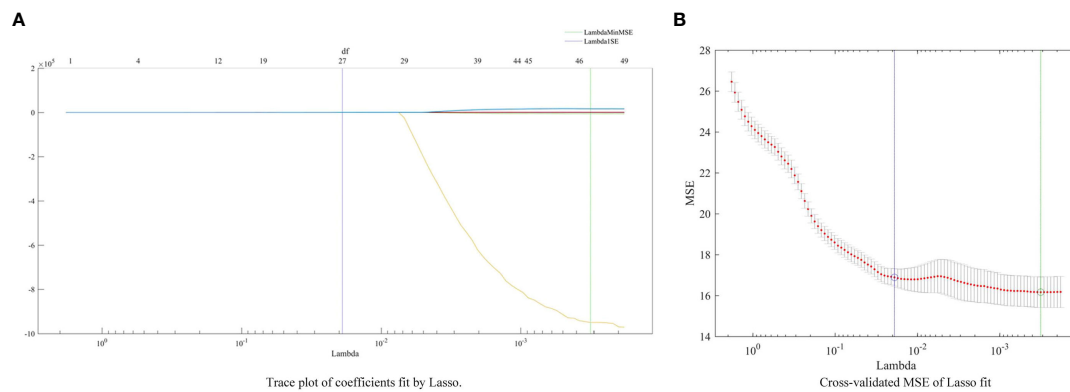 A
B
df
LambdaMinMSE
Lambda1SE
1 4 12 19 27 29 39 44 45 46 49
×10⁵
2
0
-2
-4
-6
-8
-10
10⁰ 10⁻² 10⁻² 10⁻³
Lambda
Trace plot of coefficients fit by Lasso.
28
26
24
22
20
18
16
14
MSE
10⁰ 10⁻¹ 10⁻² 10⁻³
Lambda
Cross-validated MSE of Lasso fit